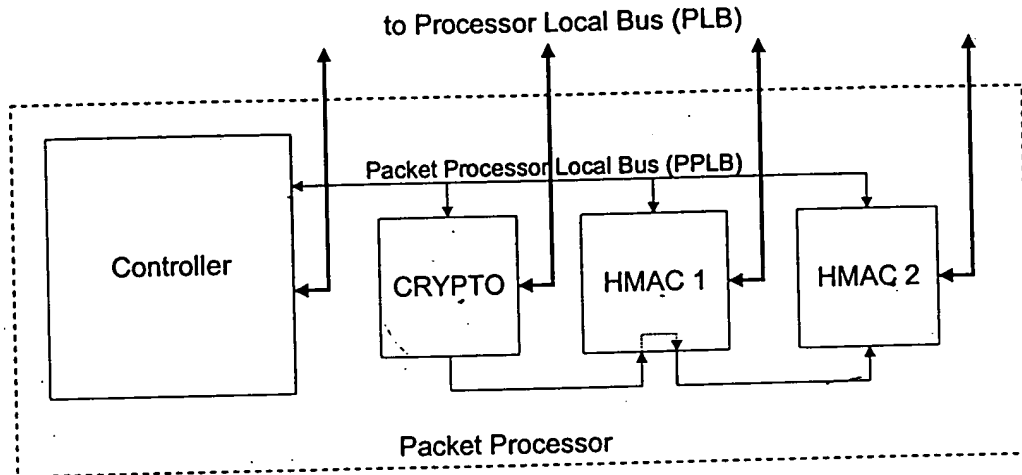 to Processor Local Bus (PLB)
Packet Processor Local Bus (PPLB)
Controller
CRYPTO
HMAC 1
HMAC 2
Packet Processor